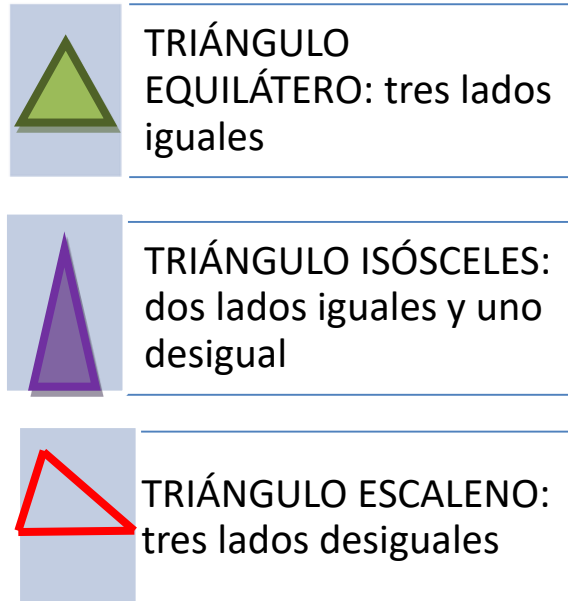 TRIÁNGULO
EQUILÁTERO: tres lados
iguales
TRIÁNGULO ISÓSCELES:
dos lados iguales y uno
desigual
TRIÁNGULO ESCALENO:
tres lados desiguales